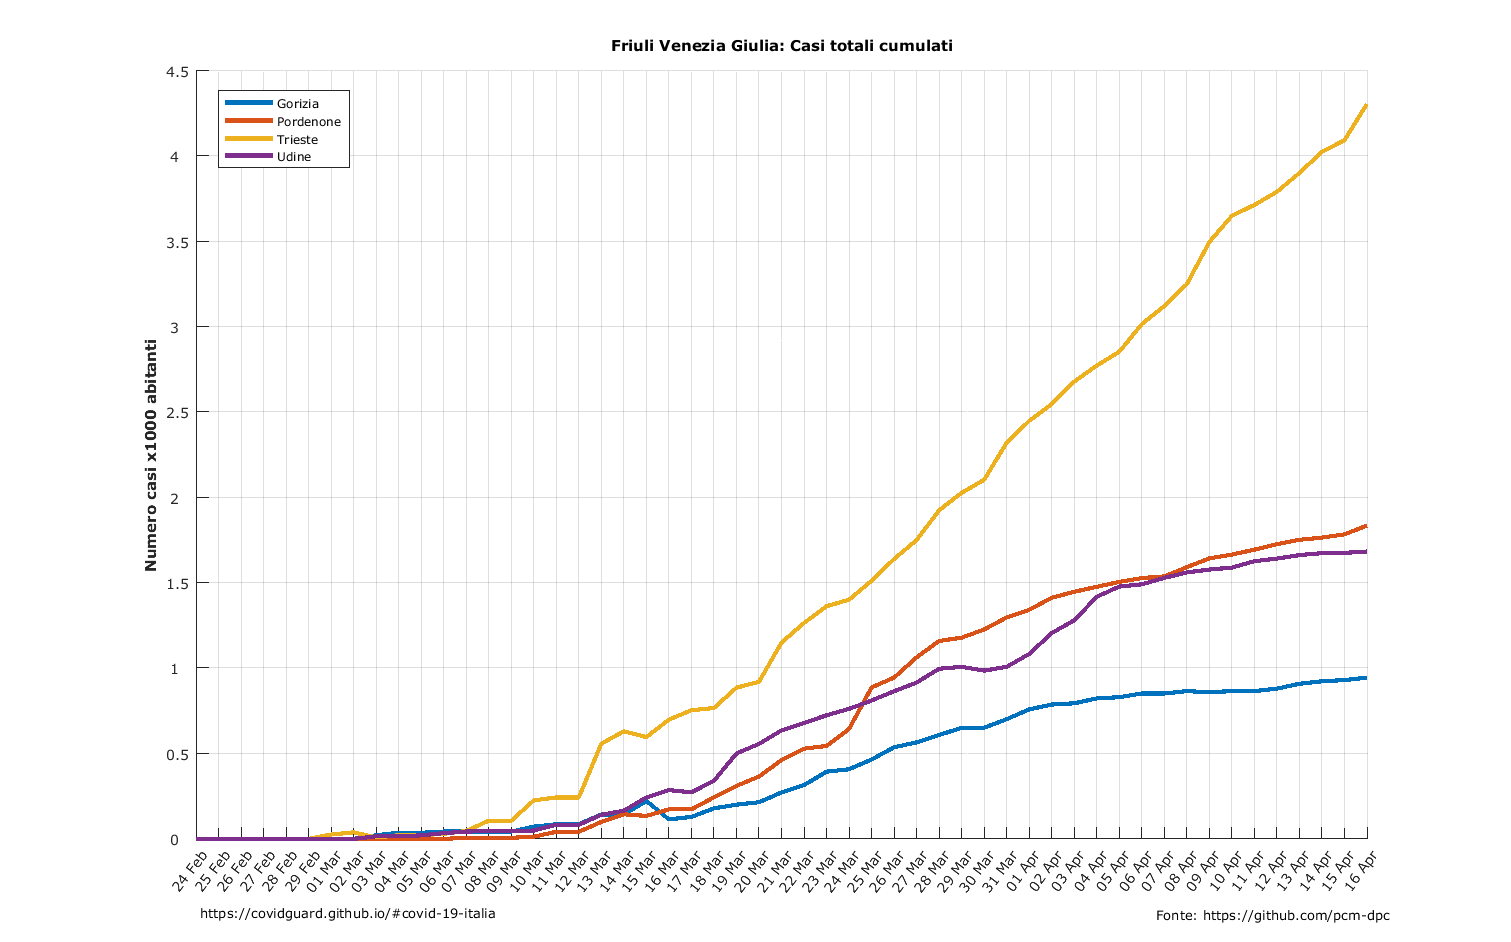 Friuli Venezia Giulia: Casi totali cumulati
4.5
4
3.5
3
2.5
2
1.5
1
0.5
0
Numero casi x1000 abitanti
Gorizia
Pordenone
Trieste
Udine
24 Feb
25 Feb
26 Feb
27 Feb
28 Feb
29 Feb
01 Mar
02 Mar
03 Mar
04 Mar
05 Mar
06 Mar
07 Mar
08 Mar
09 Mar
10 Mar
11 Mar
12 Mar
13 Mar
14 Mar
15 Mar
16 Mar
17 Mar
18 Mar
19 Mar
20 Mar
21 Mar
22 Mar
23 Mar
24 Mar
25 Mar
26 Mar
27 Mar
28 Mar
29 Mar
30 Mar
31 Mar
01 Apr
02 Apr
03 Apr
04 Apr
05 Apr
06 Apr
07 Apr
08 Apr
09 Apr
10 Apr
11 Apr
12 Apr
13 Apr
14 Apr
15 Apr
16 Apr
https://covidguard.github.io/#covid-19-italia
Fonte: https://github.com/pcm-dpc